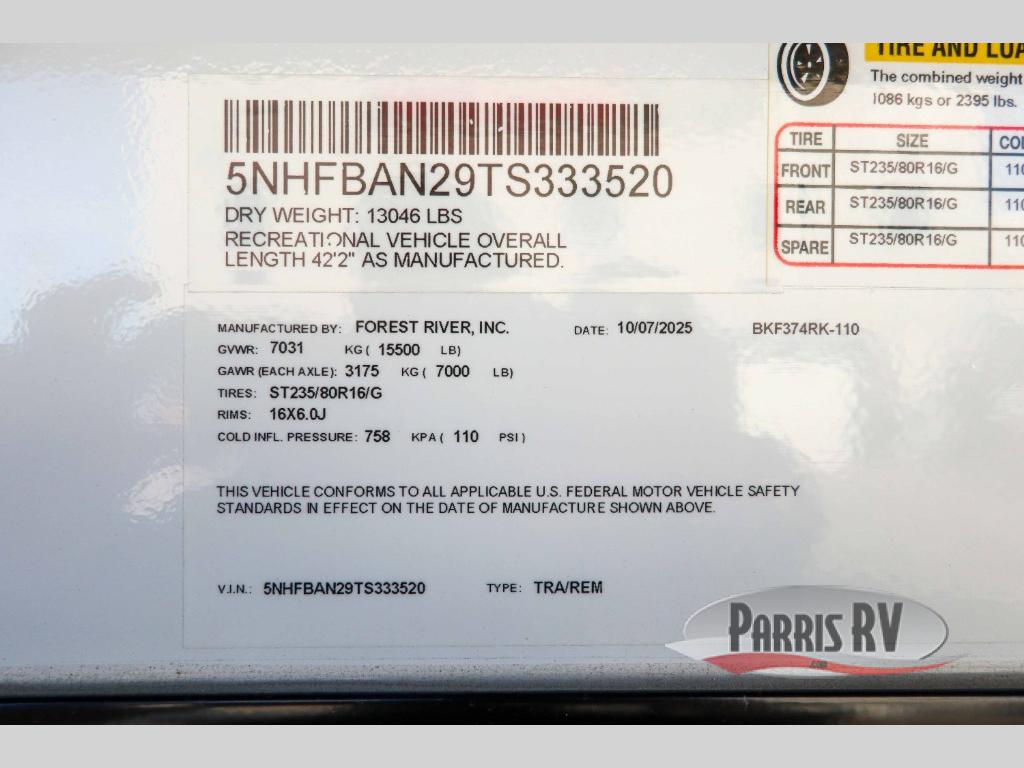 5NHFBAN29TS333520
DRY WEIGHT: 13046 LBS
RECREATIONAL VEHICLE OVERALL
LENGTH 42'2" AS MANUFACTURED.
TIRE AND
The combined weight
1086 kgs or 2395 lbs.
TIRE SIZE
FRONT ST235/80R16/G
REAR ST235/80R16/G
SPARE ST235/80R16/G
MANUFACTURED BY: FOREST RIVER, INC. DATE: 10/07/2025 BKF374RK-110
GVWR: 7031 KG ( 15500 LB)
GAWR (EACH AXLE): 3175 KG ( 7000 LB)
TIRES: ST235/80R16/G
RIMS: 16X6.0J
COLD INFL. PRESSURE: 758 KPA ( 110 PSI )
THIS VEHICLE CONFORMS TO ALL APPLICABLE U.S. FEDERAL MOTOR VEHICLE SAFETY
STANDARDS IN EFFECT ON THE DATE OF MANUFACTURE SHOWN ABOVE.
V.I.N.: 5NHFBAN29TS333520 TYPE: TRA/REM
PARRIS RV
.com